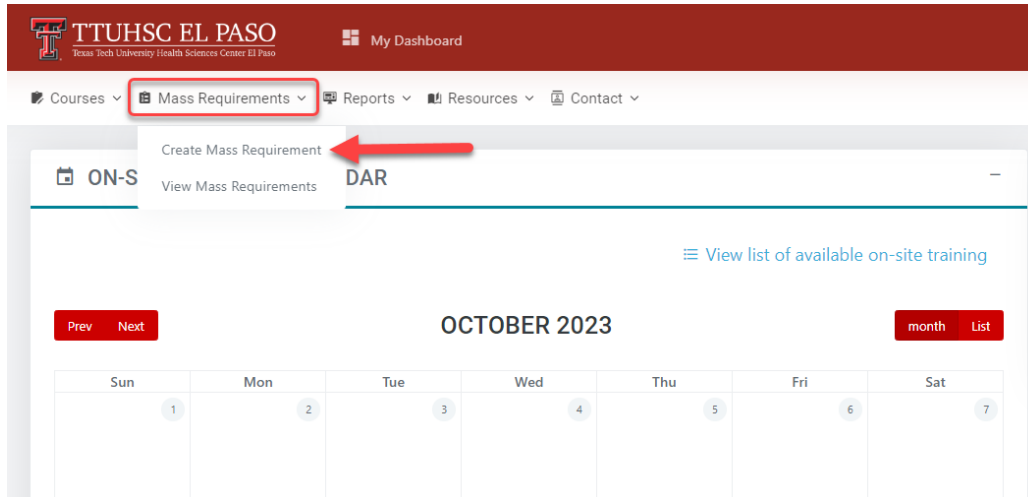 TTUHSC EL PASO
Texas Tech University Health Sciences Center El Paso
My Dashboard
Courses Mass Requirements Reports Resources Contact
Create Mass Requirement
View Mass Requirements
ON-S DAR
View list of available on-site training
Prev Next
OCTOBER 2023
month List
Sun Mon Tue Wed Thu Fri Sat
1 2 3 4 5 6 7